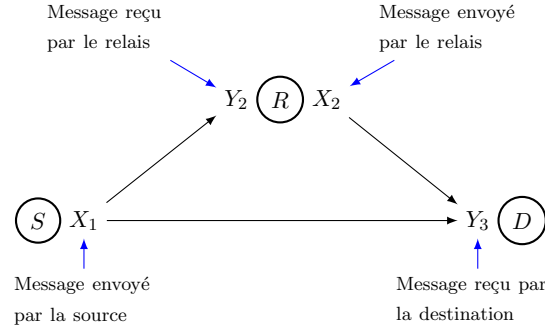 Message reçu
par le relais
Message envoyé
par le relais
Y2 R X2
S X1
Y3 D
Message envoyé
par la source
Message reçu par
la destination